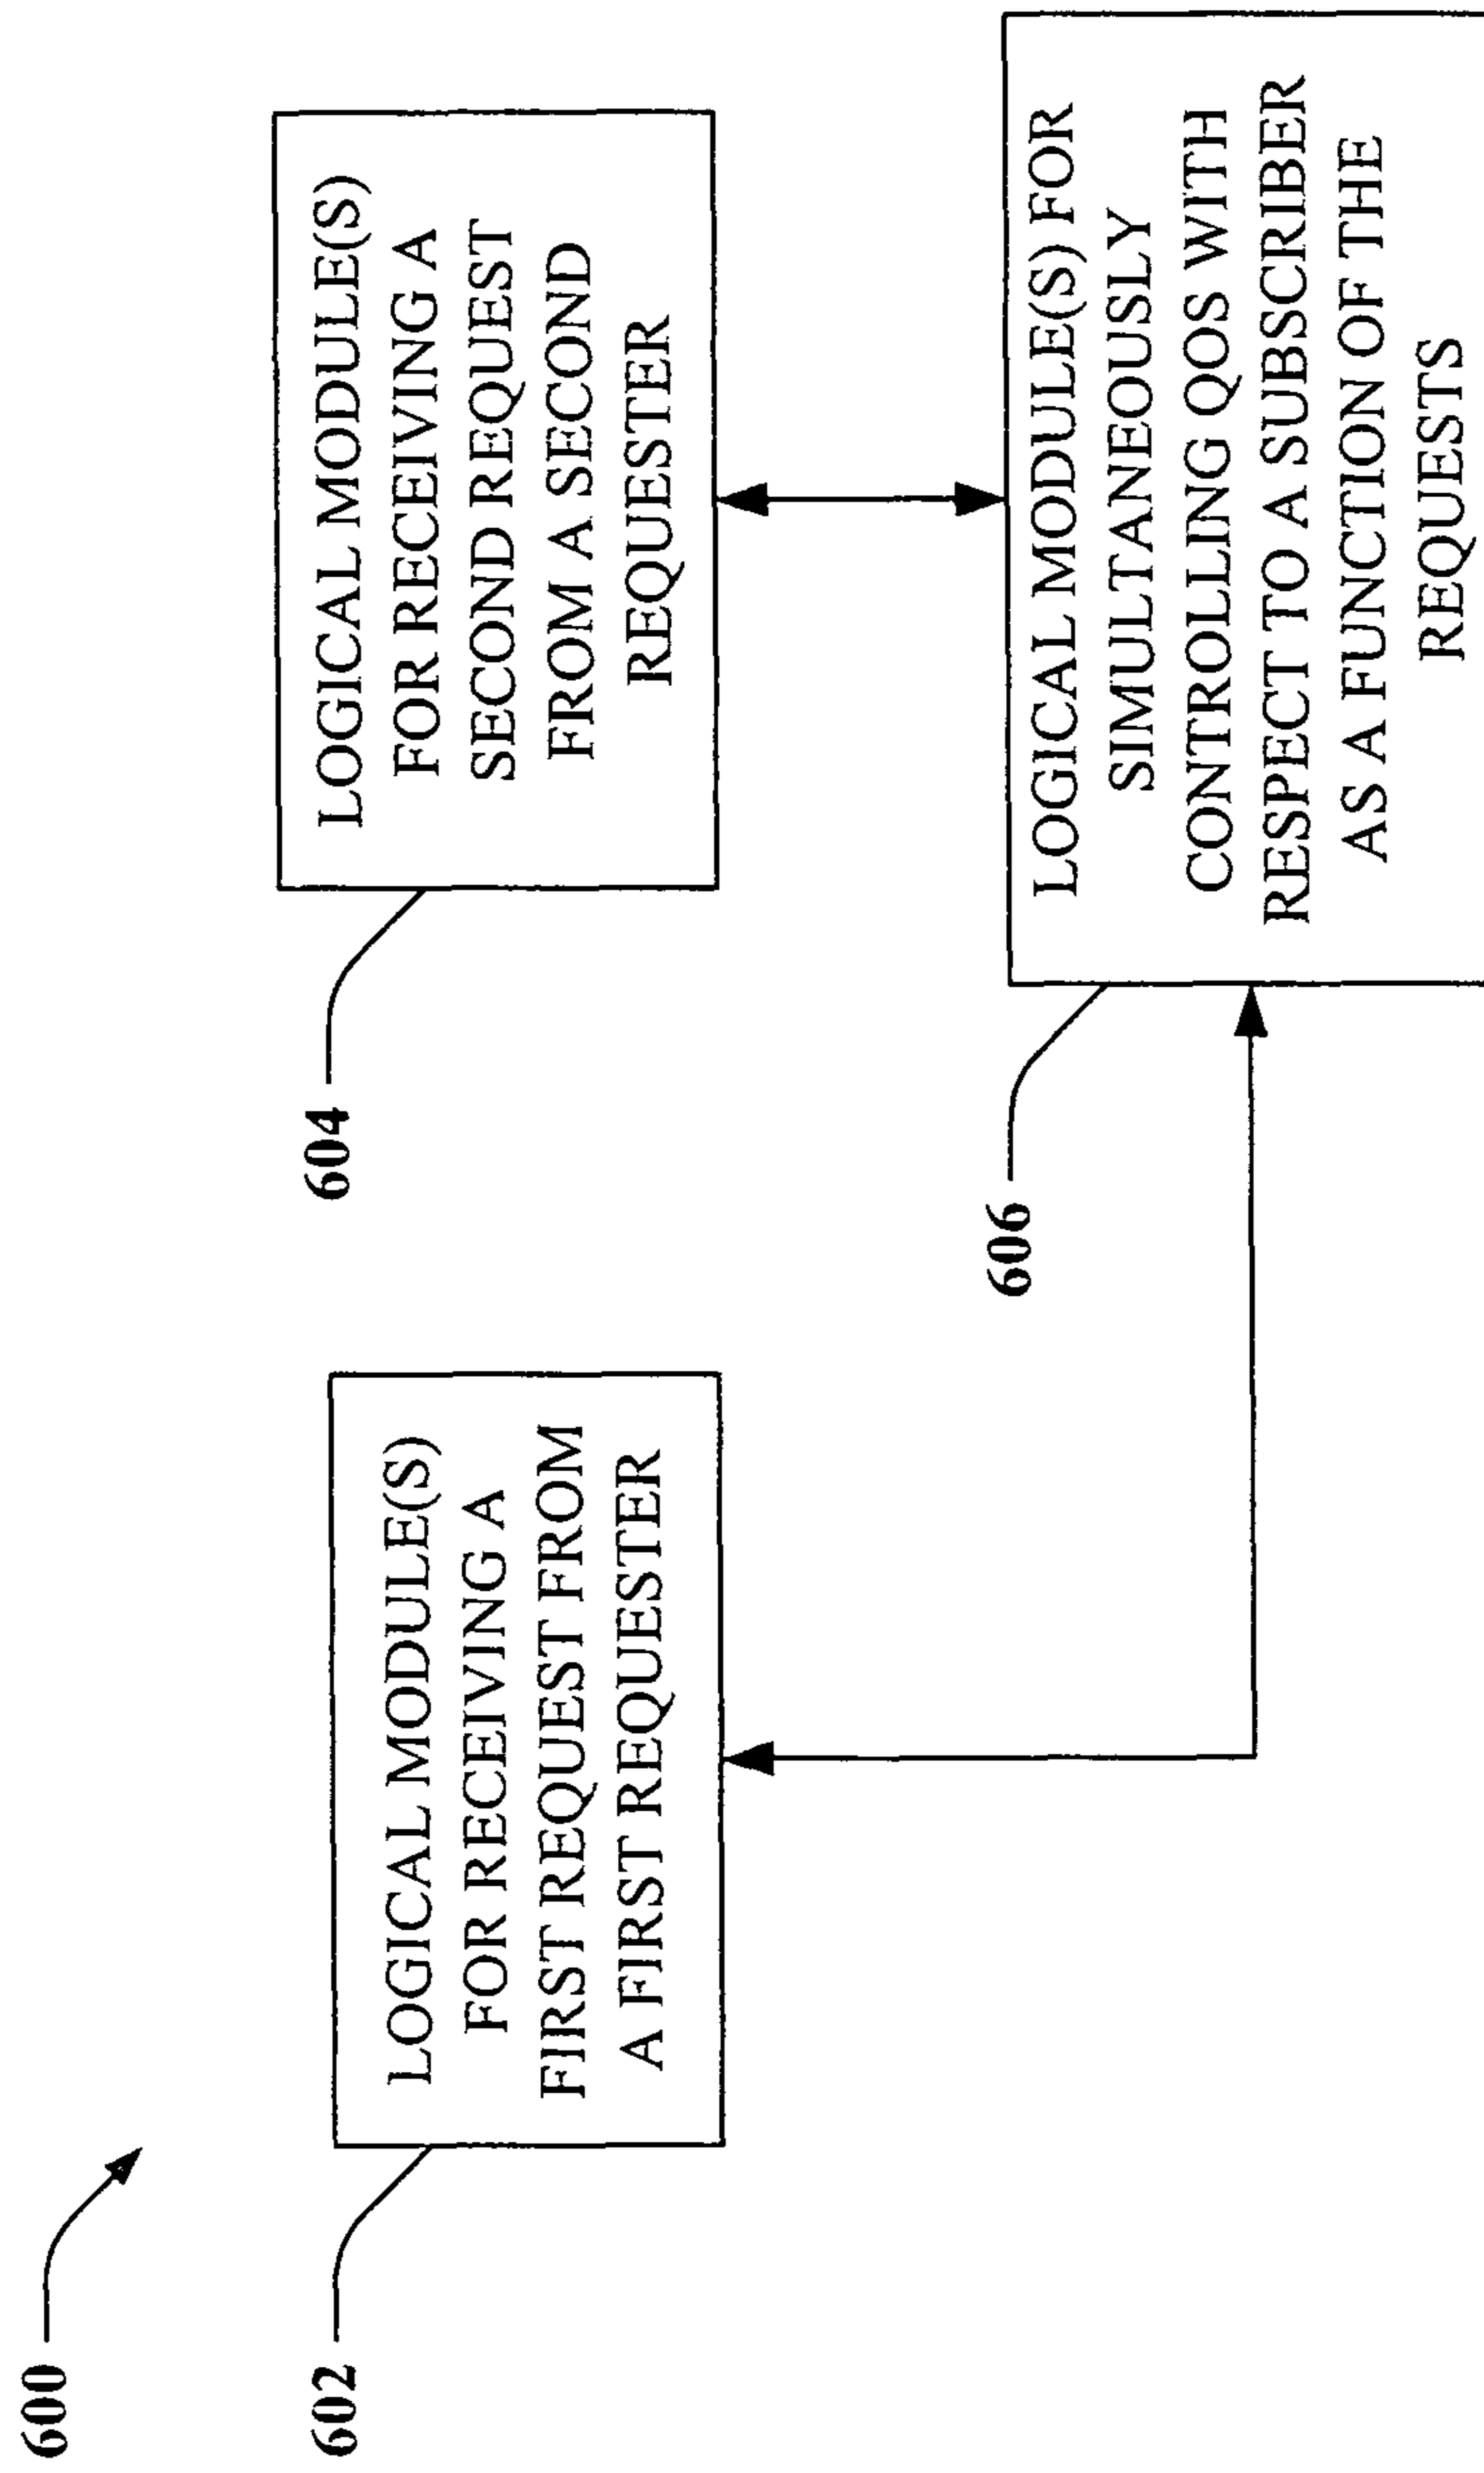 600
602
LOGICAL MODULE(S)
FOR RECEIVING A
FIRST REQUEST FROM
A FIRST REQUESTER
604
LOGICAL MODULE(S)
FOR RECEIVING A
SECOND REQUEST
FROM A SECOND
REQUESTER
606
LOGICAL MODULE(S) FOR
SIMULTANEOUSLY
CONTROLLING QOS WITH
RESPECT TO A SUBSCRIBER
AS A FUNCTION OF THE
REQUESTS